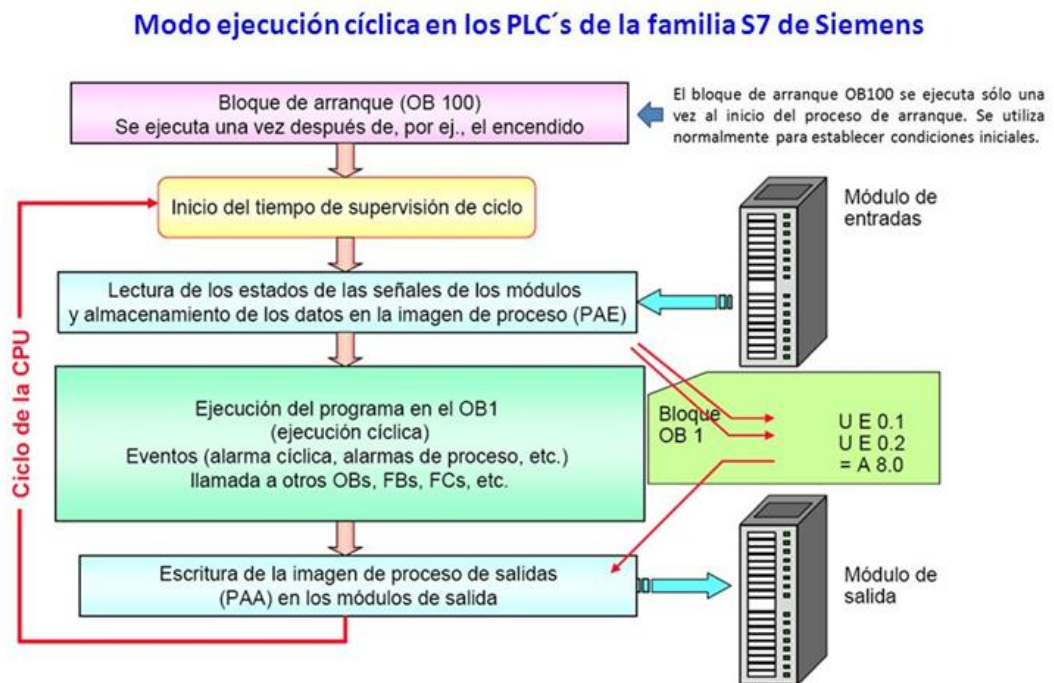 Modo ejecución cíclica en los PLC´s de la familia S7 de Siemens
Bloque de arranque (OB 100)
Se ejecuta una vez después de, por ej., el encendido
El bloque de arranque OB100 se ejecuta sólo una
vez al inicio del proceso de arranque. Se utiliza
normalmente para establecer condiciones iniciales.
Inicio del tiempo de supervisión de ciclo
Módulo de
entradas
Lectura de los estados de las señales de los módulos
y almacenamiento de los datos en la imagen de proceso (PAE)
Ciclo de la CPU
Ejecución del programa en el OB1
(ejecución cíclica)
Eventos (alarma cíclica, alarmas de proceso, etc.)
llamada a otros OBs, FBs, FCs, etc.
Bloque
OB 1
U E 0.1
U E 0.2
= A 8.0
Escritura de la imagen de proceso de salidas
(PAA) en los módulos de salida
Módulo de
salida